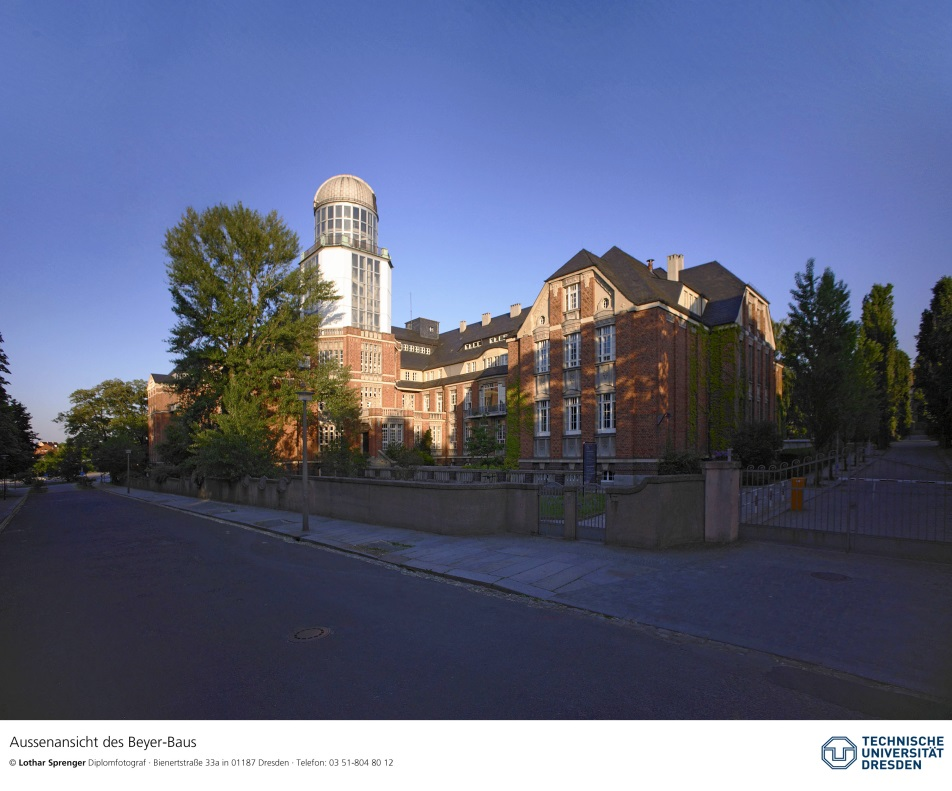 Aussenansicht des Beyer-Baus
© Lothar Sprenger Diplomfotograf · Bienertstraße 33a in 01187 Dresden · Telefon: 03 51-804 80 12
TECHNISCHE
UNIVERSITÄT
DRESDEN